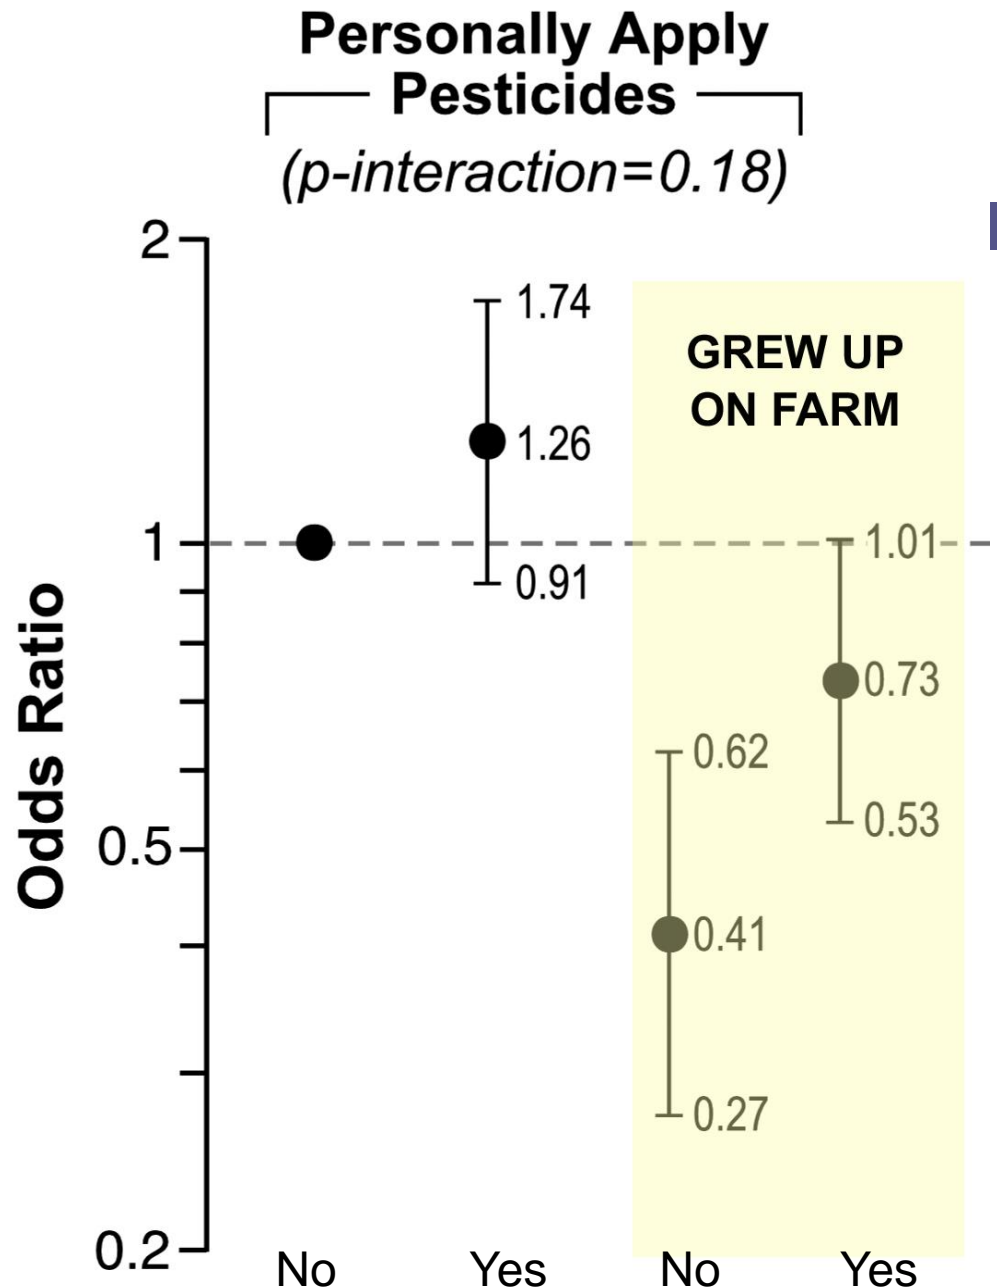 Personally Apply
Pesticides
(p-interaction=0.18)
2
1.74
GREW UP
ON FARM
1.26
1
1.01
0.91
Odds Ratio
0.73
0.62
0.53
0.5
0.41
0.27
0.2
No Yes No Yes